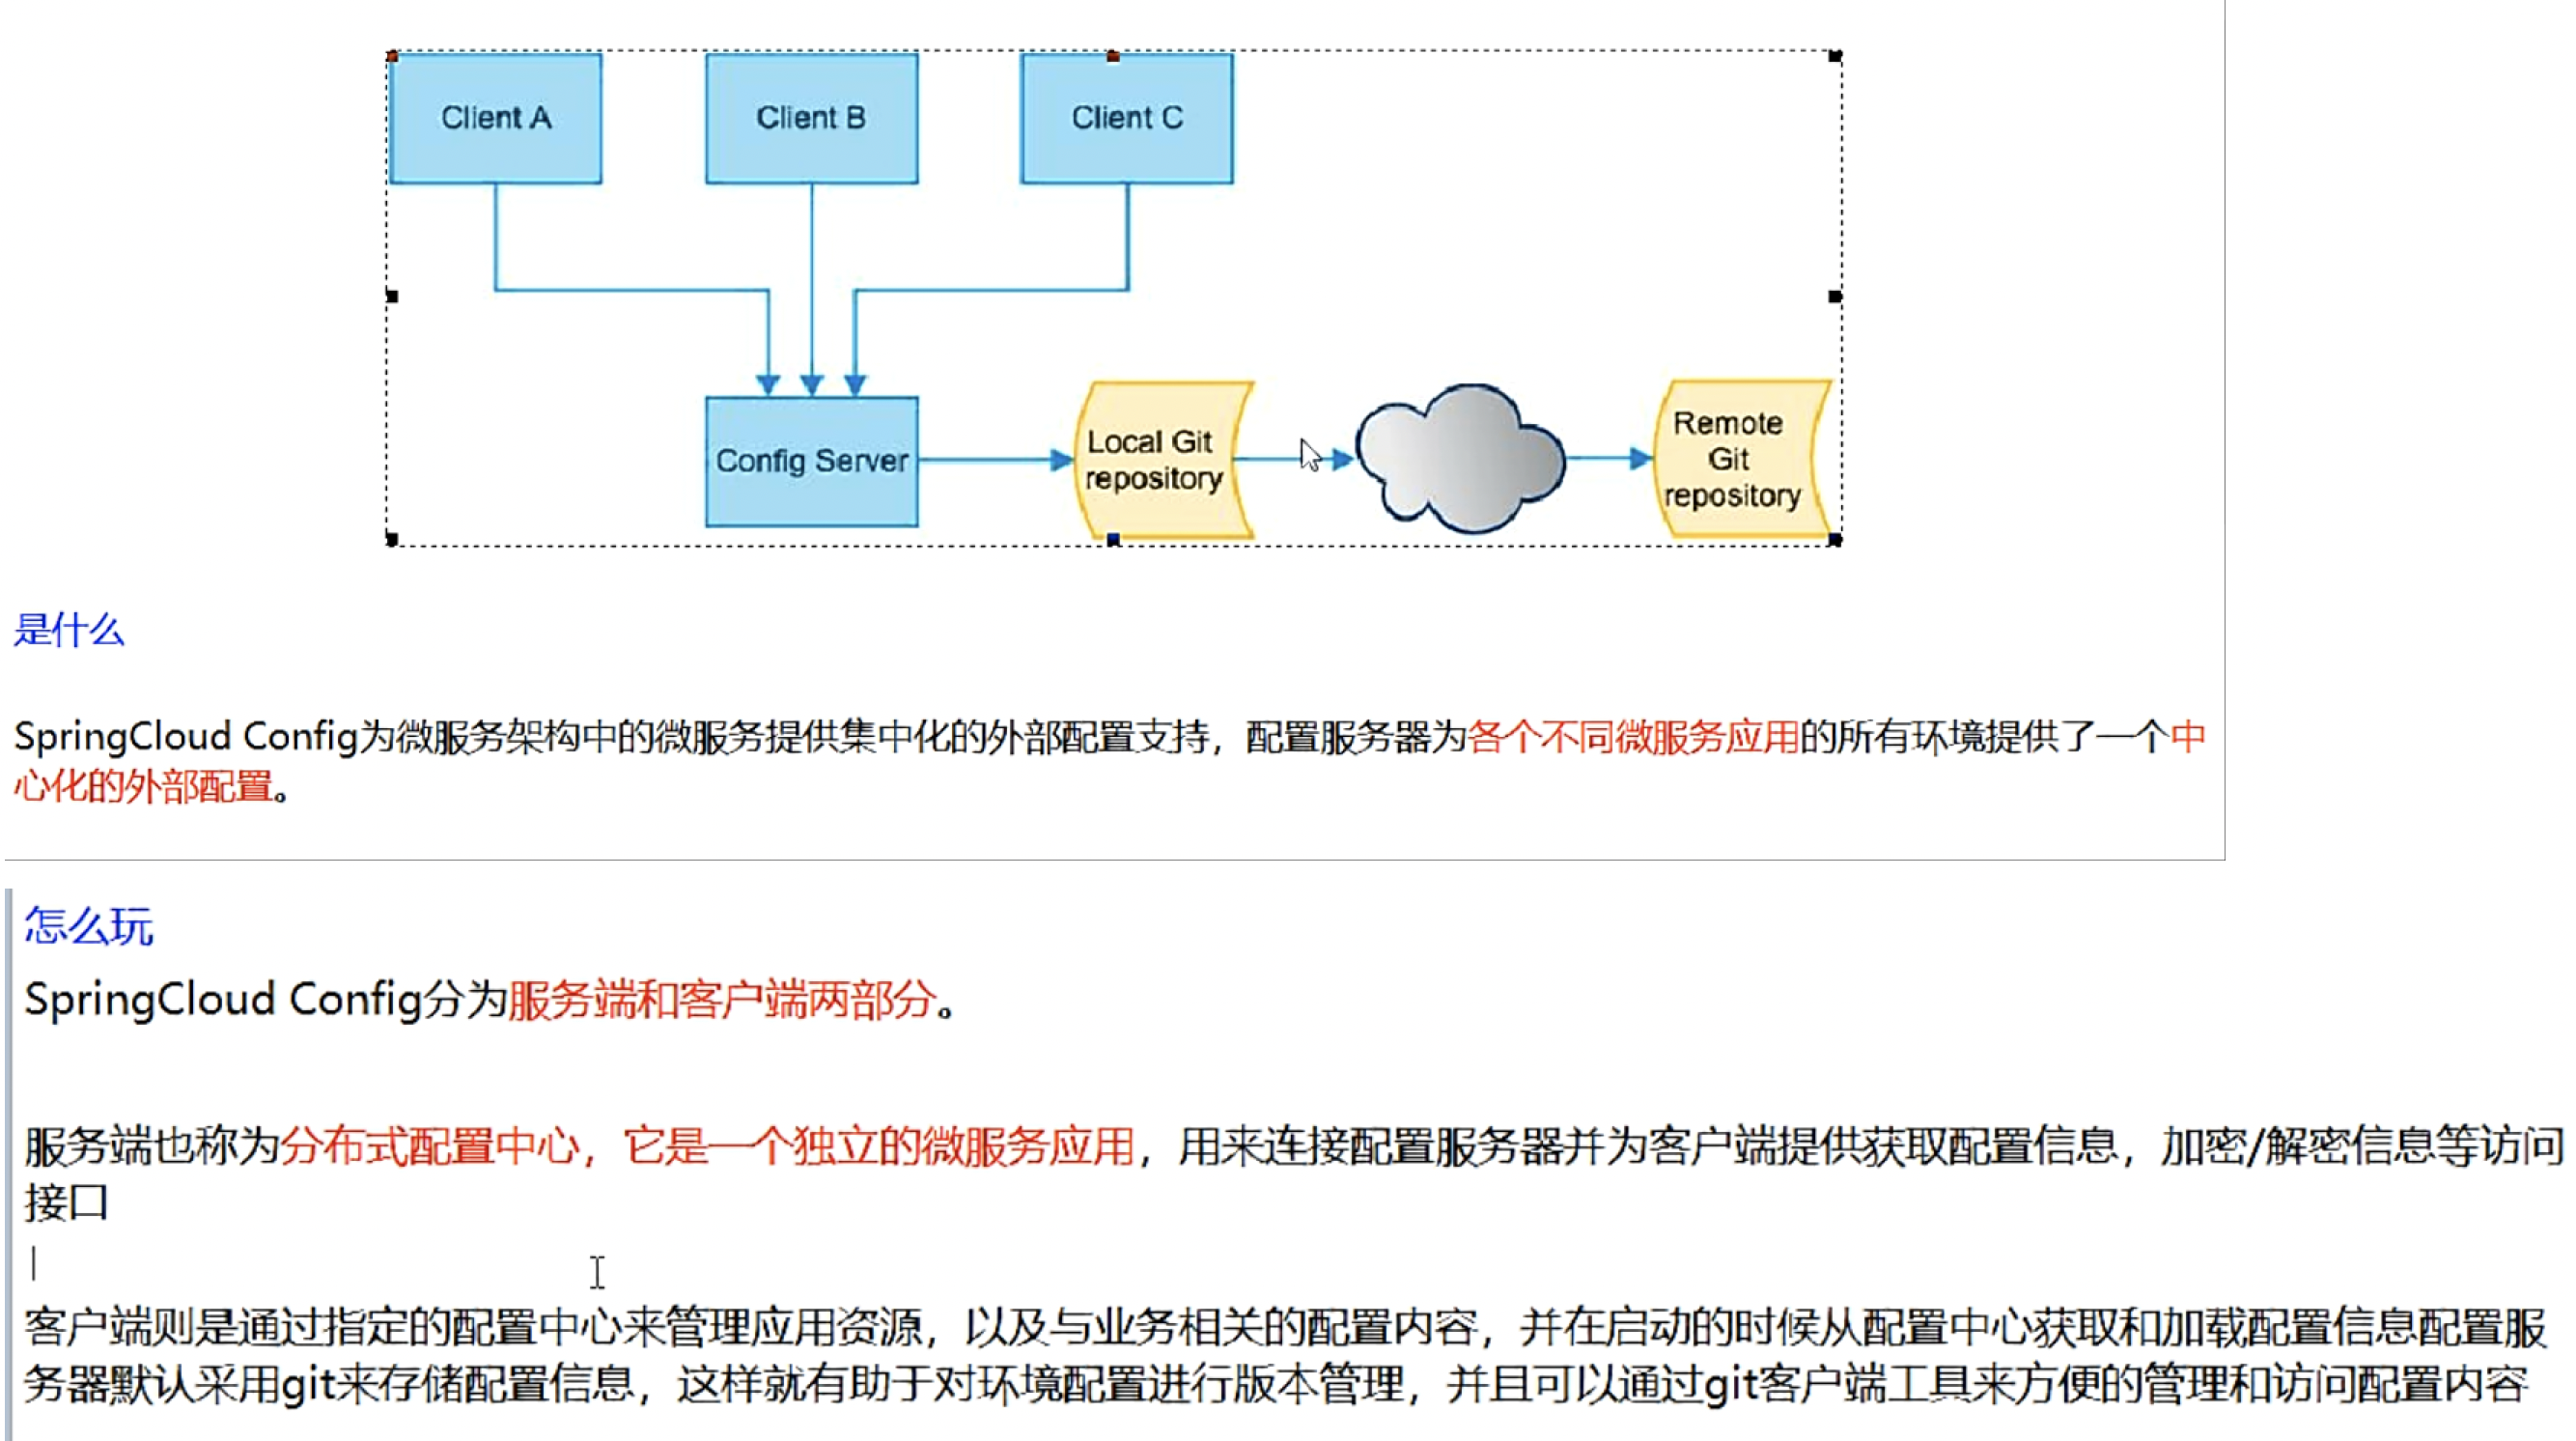 Client A
Client B
Client C
Config Server
Local Git
repository
Remote
Git
repository
是什么
SpringCloud Config为微服务架构中的微服务提供集中化的外部配置支持，配置服务器为各个不同微服务应用的所有环境提供了一个中
心化的外部配置。
怎么玩
SpringCloud Config分为服务端和客户端两部分。
服务端也称为分布式配置中心，它是一个独立的微服务应用，用来连接配置服务器并为客户端提供获取配置信息，加密/解密信息等访问
接口
客户端则是通过指定的配置中心来管理应用资源，以及与业务相关的配置内容，并在启动的时候从配置中心获取和加载配置信息配置服
务器默认采用git来存储配置信息，这样就有助于对环境配置进行版本管理，并且可以通过git客户端工具来方便的管理和访问配置内容